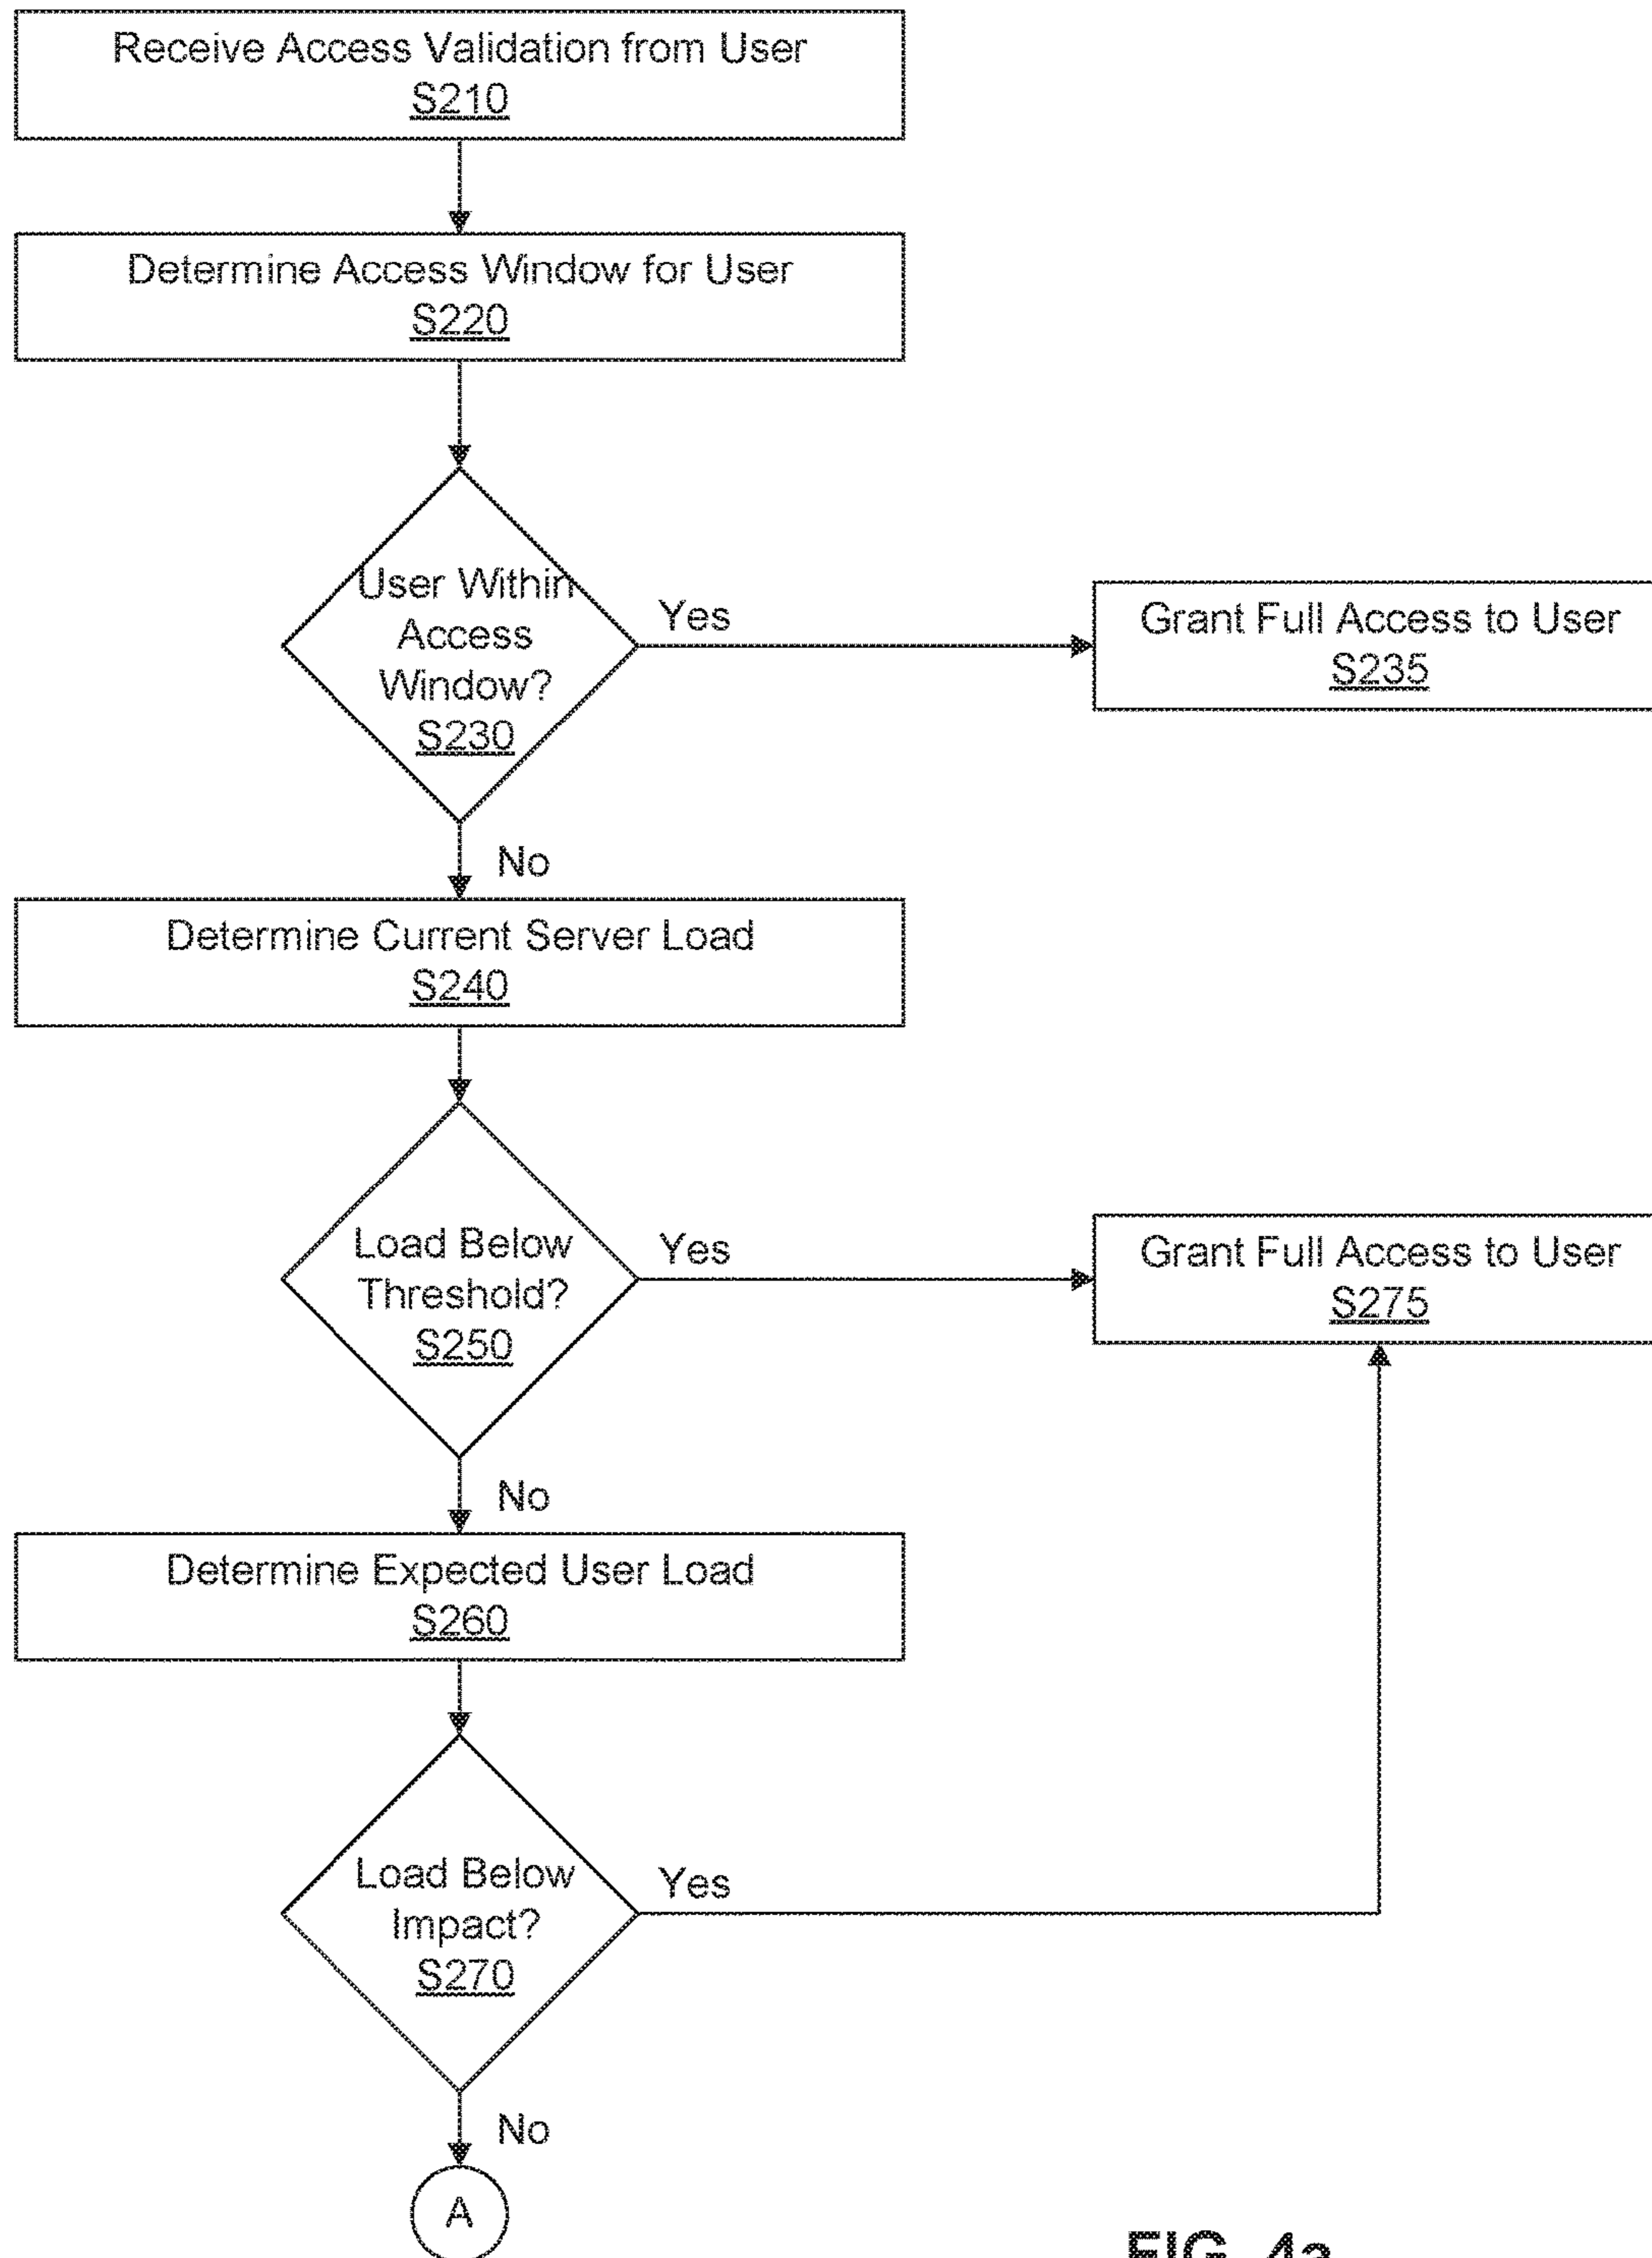 Receive Access Validation from User
S210
Determine Access Window for User
S220
User Within
Access
Window?
S230
Yes
Grant Full Access to User
S235
No
Determine Current Server Load
S240
Load Below
Threshold?
S250
Yes
Grant Full Access to User
S275
No
Determine Expected User Load
S260
Load Below
Impact?
S270
Yes
No
A
FIG. 4a